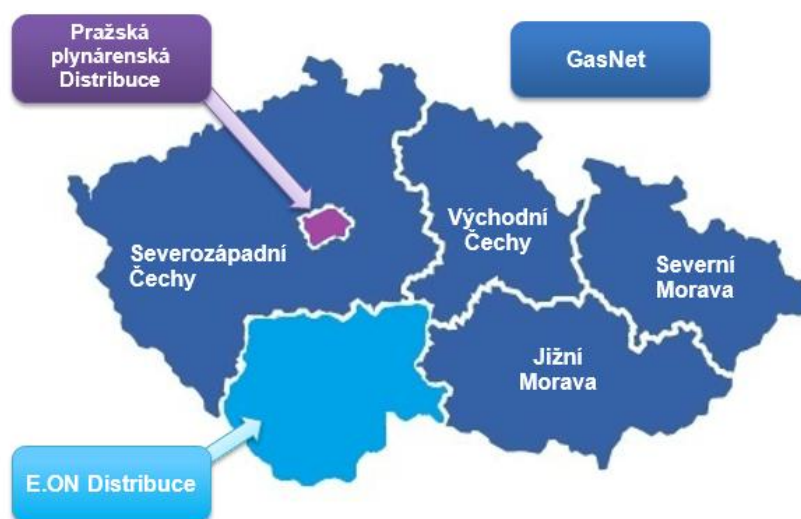 Pražská
plynárenská
Distribuce
GasNet
Východní
Čechy
Severozápadní
Čechy
Severní
Morava
Jižní
Morava
E.ON Distribuce